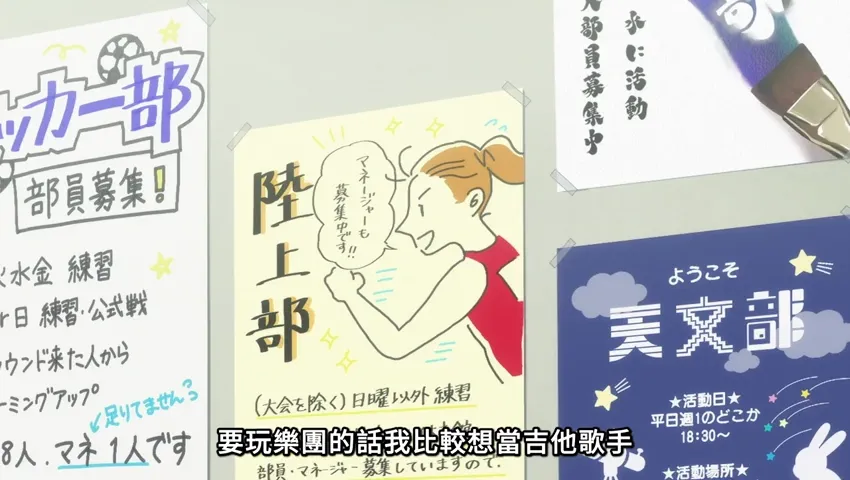 ッカー部
部員募集!
火水金 練習
日 練習・公式戦
ラウンド来た人から
ーミングアップ
足りてません?
8人、マネ1人です
陸上部
マネージャーも
募集中です!!
(大会を除く)日曜以外 練習
部員・マネージャー募集していますので、
水に活動
部員募集中
ようこそ
天文部
★活動日★
平日週1のどこか
18:30~
★活動場所★
要玩樂團的話我比較想當吉他歌手